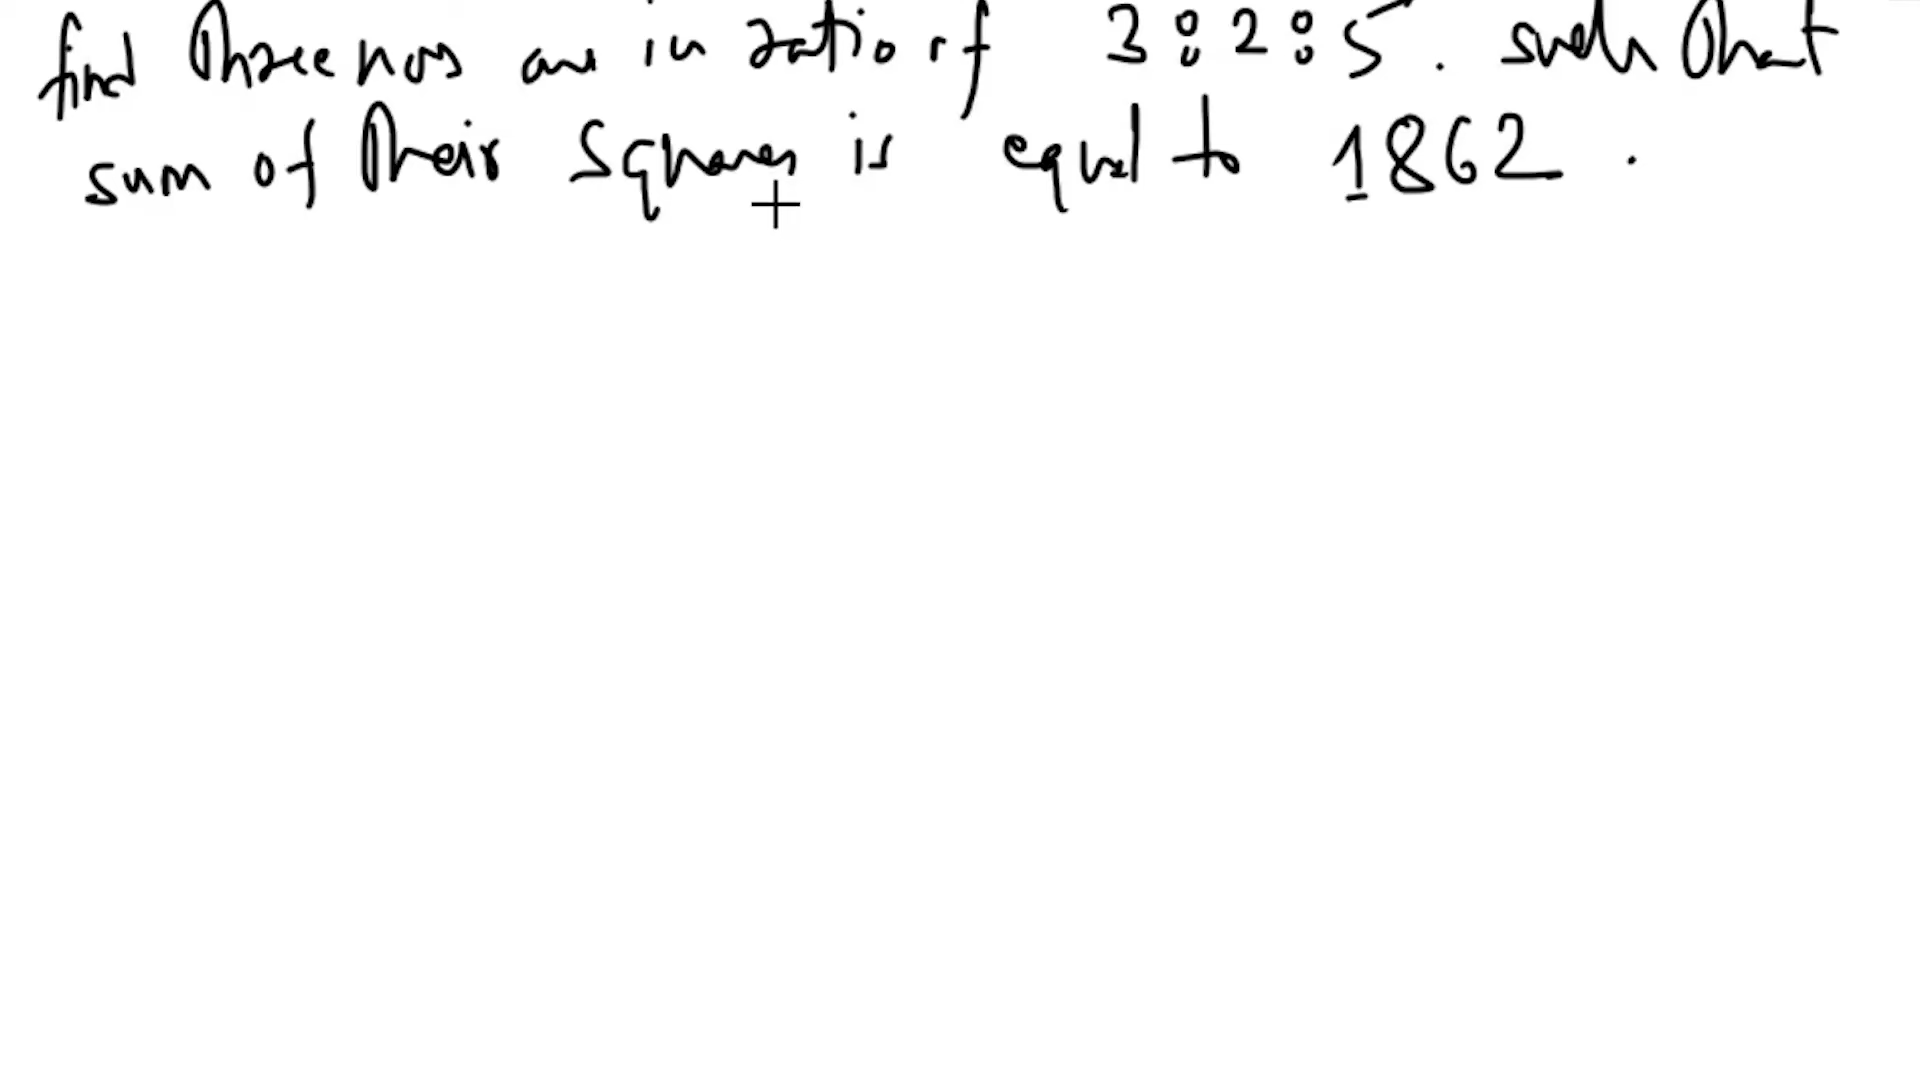 find three nos are in ratio of 3:2:5. such that
sum of their squares is equal to 1862.